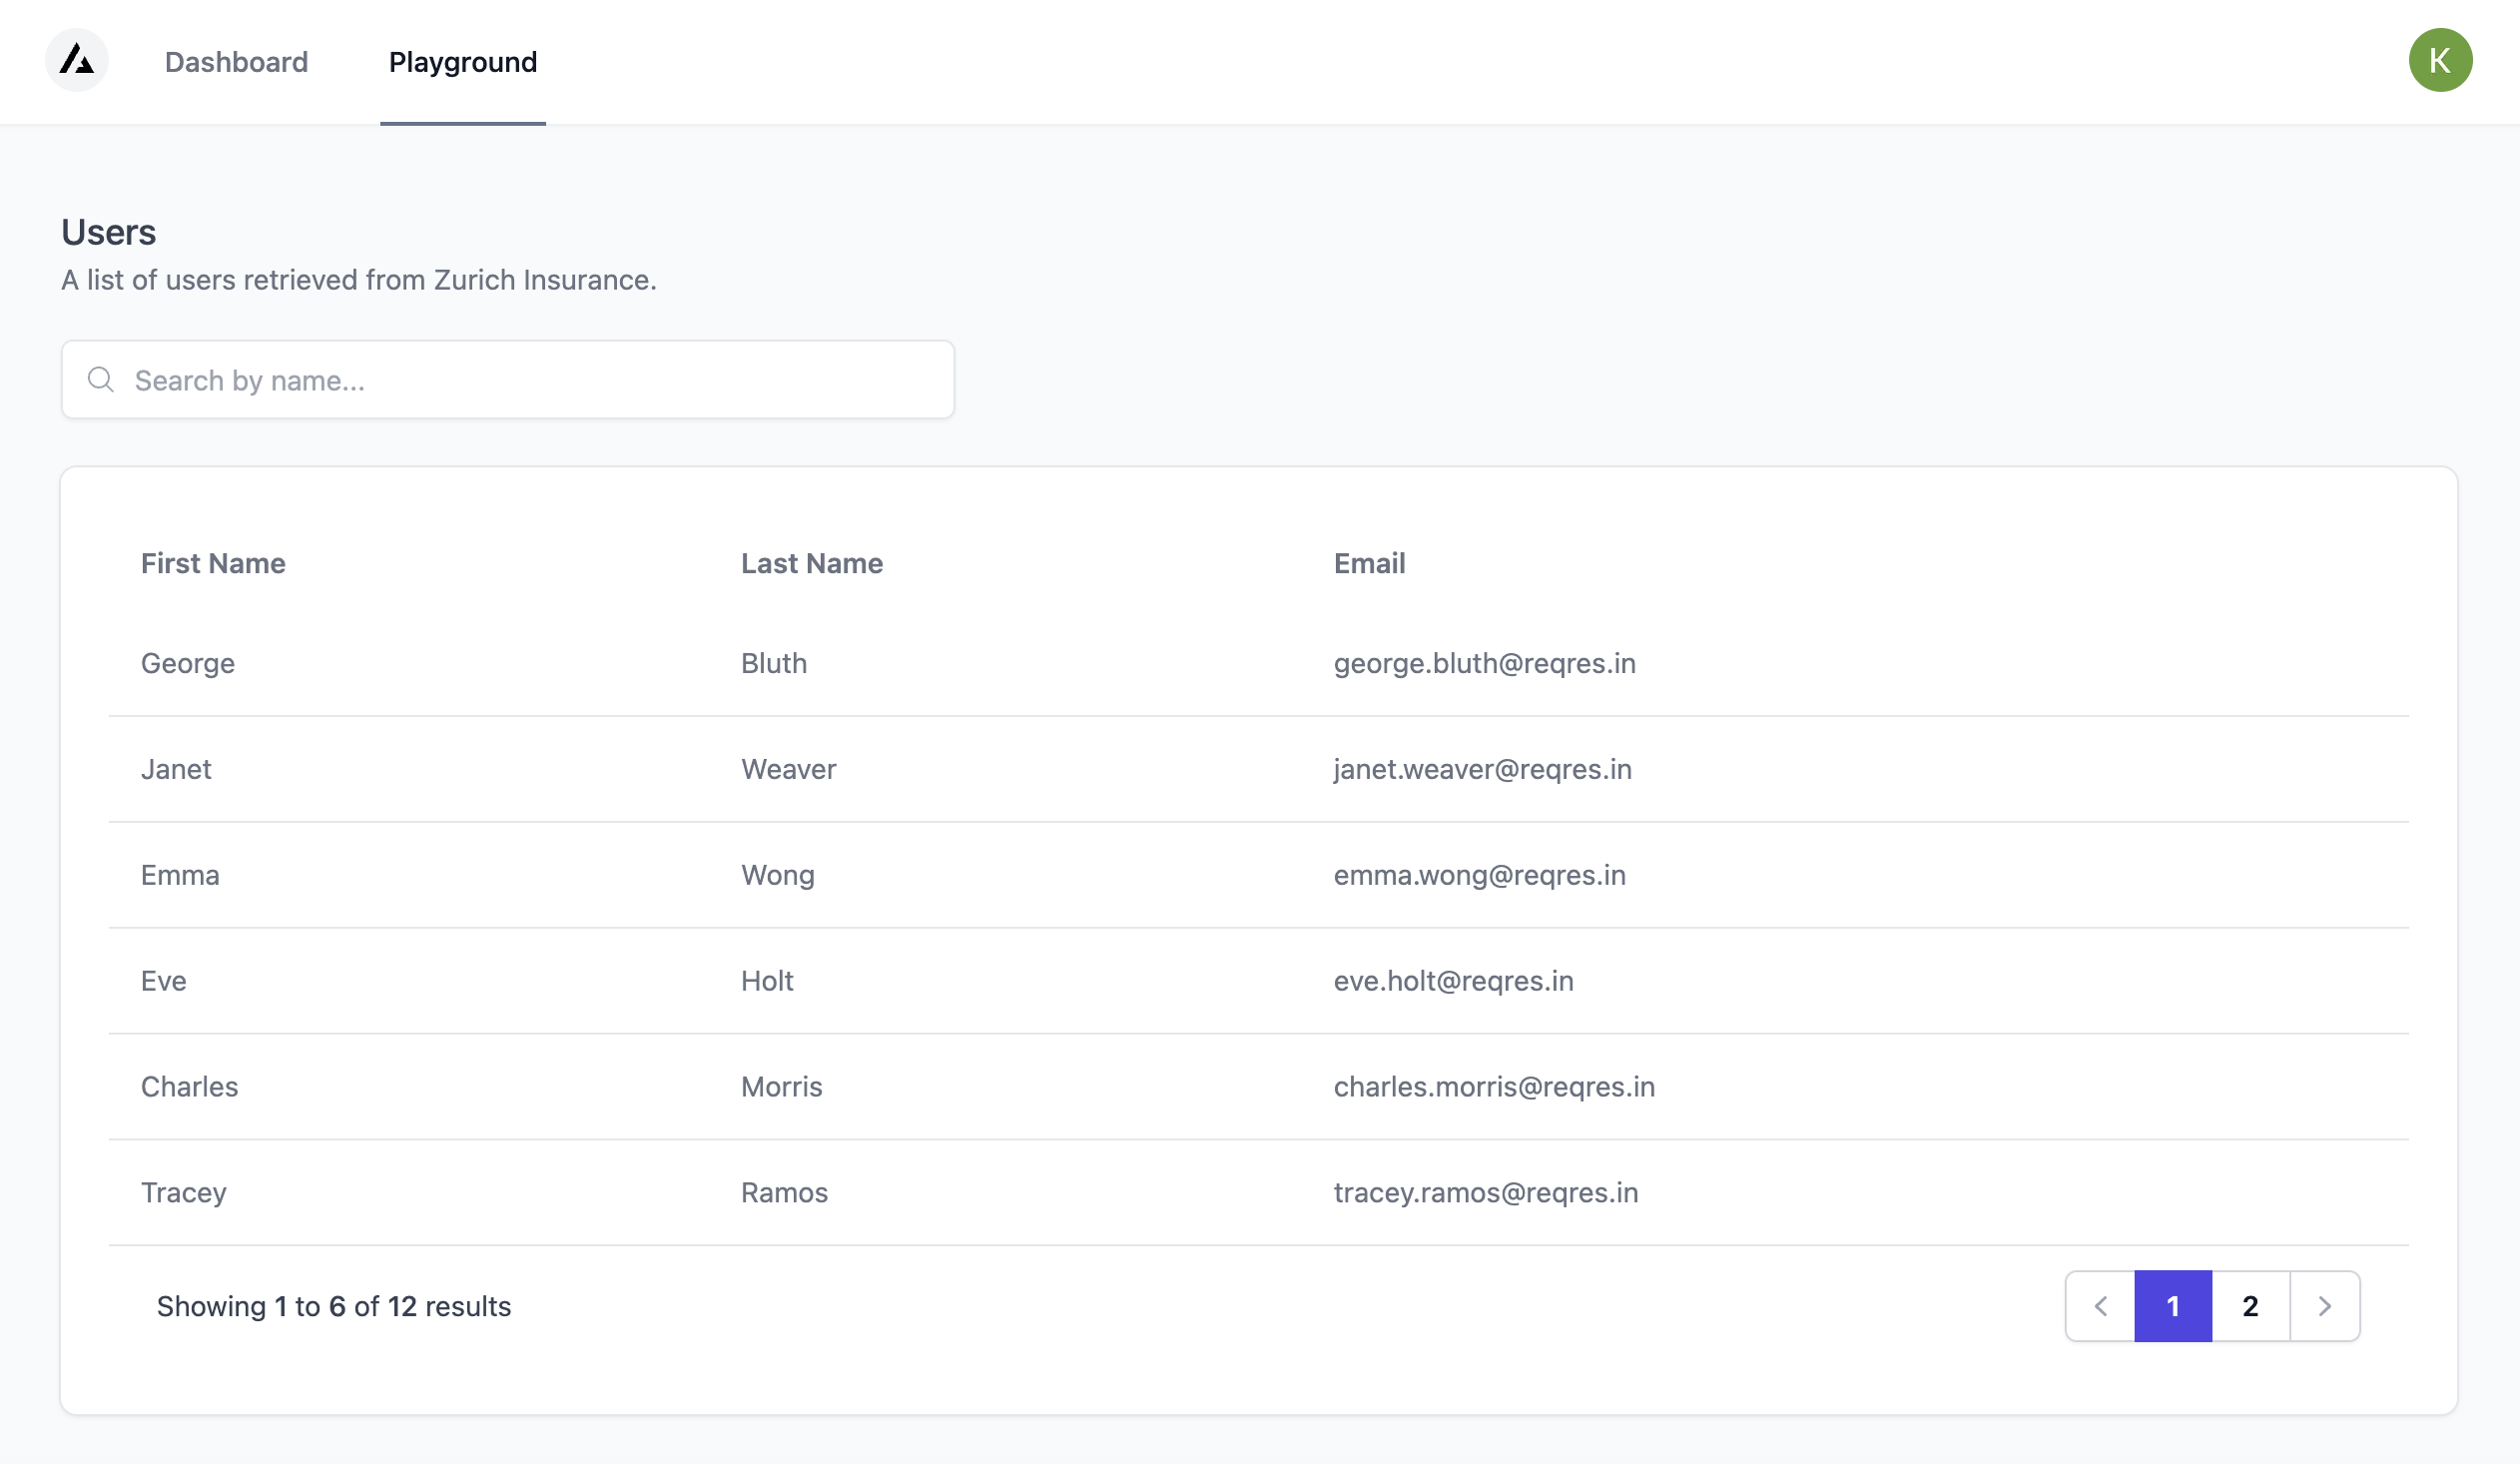 Dashboard Playground K
Users
A list of users retrieved from Zurich Insurance.
Search by name...
First Name Last Name Email
George Bluth george.bluth@reqres.in
Janet Weaver janet.weaver@reqres.in
Emma Wong emma.wong@reqres.in
Eve Holt eve.holt@reqres.in
Charles Morris charles.morris@reqres.in
Tracey Ramos tracey.ramos@reqres.in
Showing 1 to 6 of 12 results 1 2